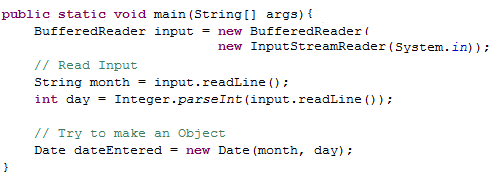 public static void main(String[] args){
BufferedReader input = new BufferedReader(
new InputStreamReader(System.in));
// Read Input
String month = input.readLine();
int day = Integer.parseInt(input.readLine());
// Try to make an Object
Date dateEntered = new Date(month, day);
}